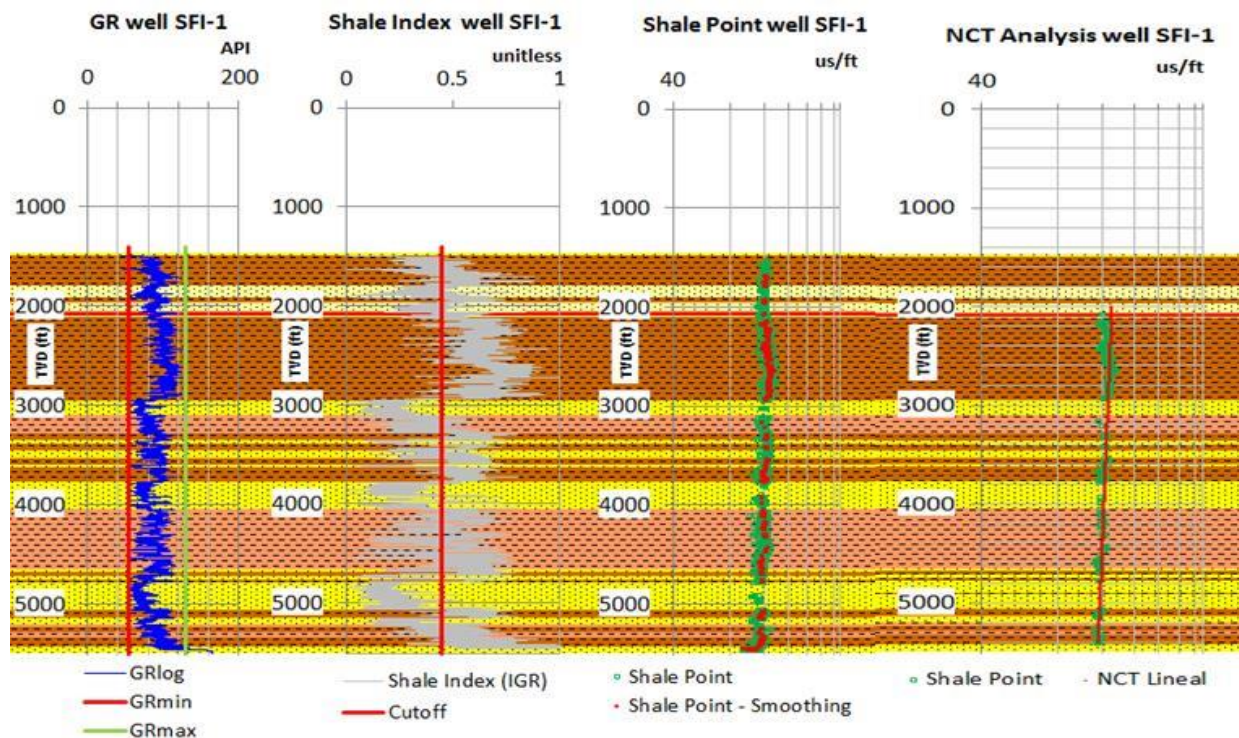 GR well SFI-1
API
0 200
0
1000
2000
TVD (ft)
3000
4000
5000
GRlog
GRmin
GRmax
Shale Index well SFI-1
unitless
0 0.5 1
0
1000
2000
TVD (ft)
3000
4000
5000
Shale Index (IGR)
Cutoff
Shale Point well SFI-1
us/ft
40
0
1000
2000
TVD (ft)
3000
4000
5000
Shale Point
Shale Point - Smoothing
NCT Analysis well SFI-1
us/ft
40
0
1000
2000
TVD (ft)
3000
4000
5000
Shale Point
NCT Lineal